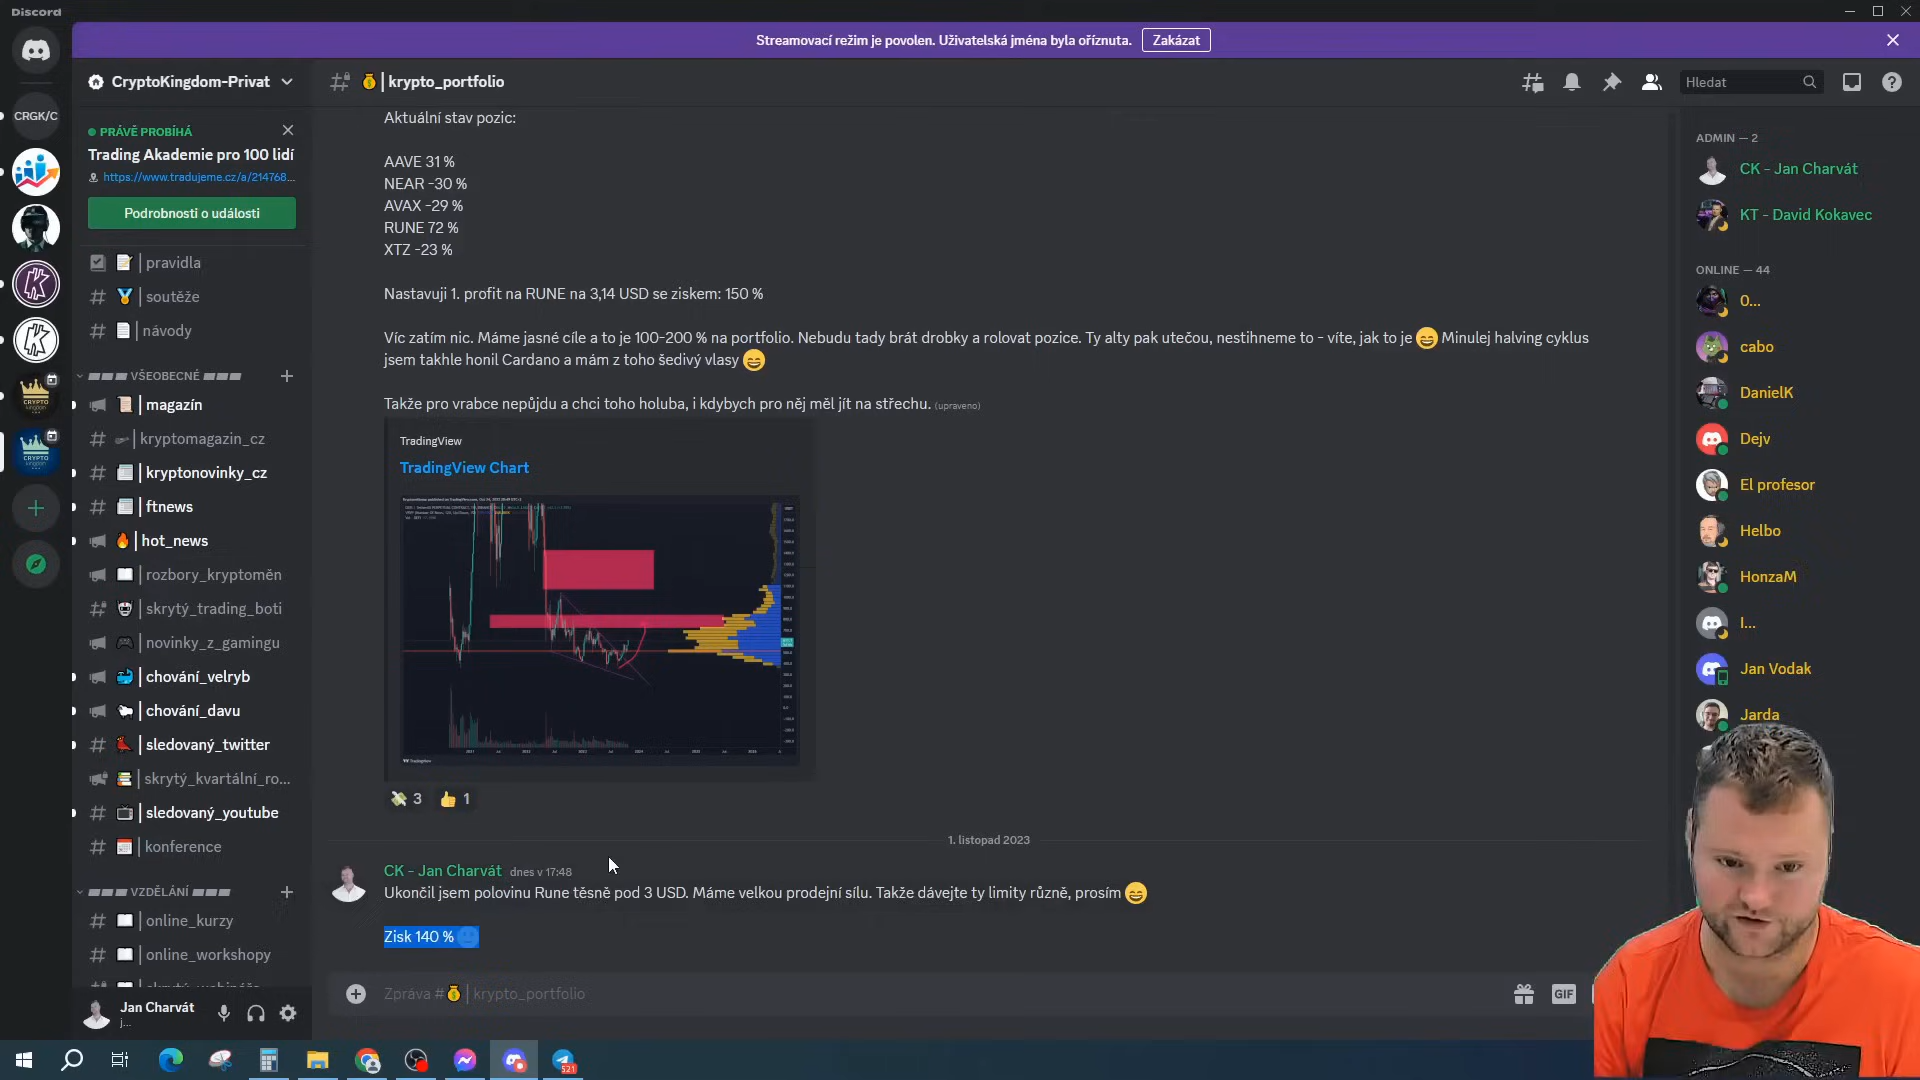 Discord
Streamovací režim je povolen. Uživatelská jména byla oříznuta.
Zakázat
CryptoKingdom-Privat
| krypto_portfolio
Hledat
CRGK/C
PRÁVĚ PROBÍHÁ
Trading Akademie pro 100 lidí
https://www.tradujeme.cz/a/214768...
Podrobnosti o události
| pravidla
| soutěže
| návody
VŠEOBECNÉ
| magazín
| kryptomagazin_cz
| kryptonovinky_cz
| ftnews
| hot_news
| rozbory_kryptoměn
| skrytý_trading_boti
| novinky_z_gamingu
| chování_velryb
| chování_davu
| sledovaný_twitter
| skrytý_kvartální_ro...
| sledovaný_youtube
| konference
VZDĚLÁNÍ
| online_kurzy
| online_workshopy
Jan Charvát
j...
Aktuální stav pozic:
AAVE 31 %
NEAR -30 %
AVAX -29 %
RUNE 72 %
XTZ -23 %
Nastavuji 1. profit na RUNE na 3,14 USD se ziskem: 150 %
Víc zatím nic. Máme jasné cíle a to je 100-200 % na portfolio. Nebudu tady brát drobky a rolovat pozice. Ty alty pak utečou, nestihneme to - víte, jak to je 😄 Minulej halving cyklus
jsem takhle honil Cardano a mám z toho šedivý vlasy 😄
Takže pro vrabce nepůjdu a chci toho holuba, i kdybych pro něj měl jít na střechu. (upraveno)
TradingView
TradingView Chart
3
1
1. listopad 2023
CK - Jan Charvát dnes v 17:48
Ukončil jsem polovinu Rune těsně pod 3 USD. Máme velkou prodejní sílu. Takže dávejte ty limity různě, prosím 😄
Zisk 140 % 🙂
Zpráva #💰 | krypto_portfolio
GIF
ADMIN — 2
CK - Jan Charvát
KT - David Kokavec
ONLINE — 44
O...
cabo
DanielK
Dejv
El profesor
Helbo
HonzaM
I...
Jan Vodak
Jarda
CRYPTO
CRYPTO
521